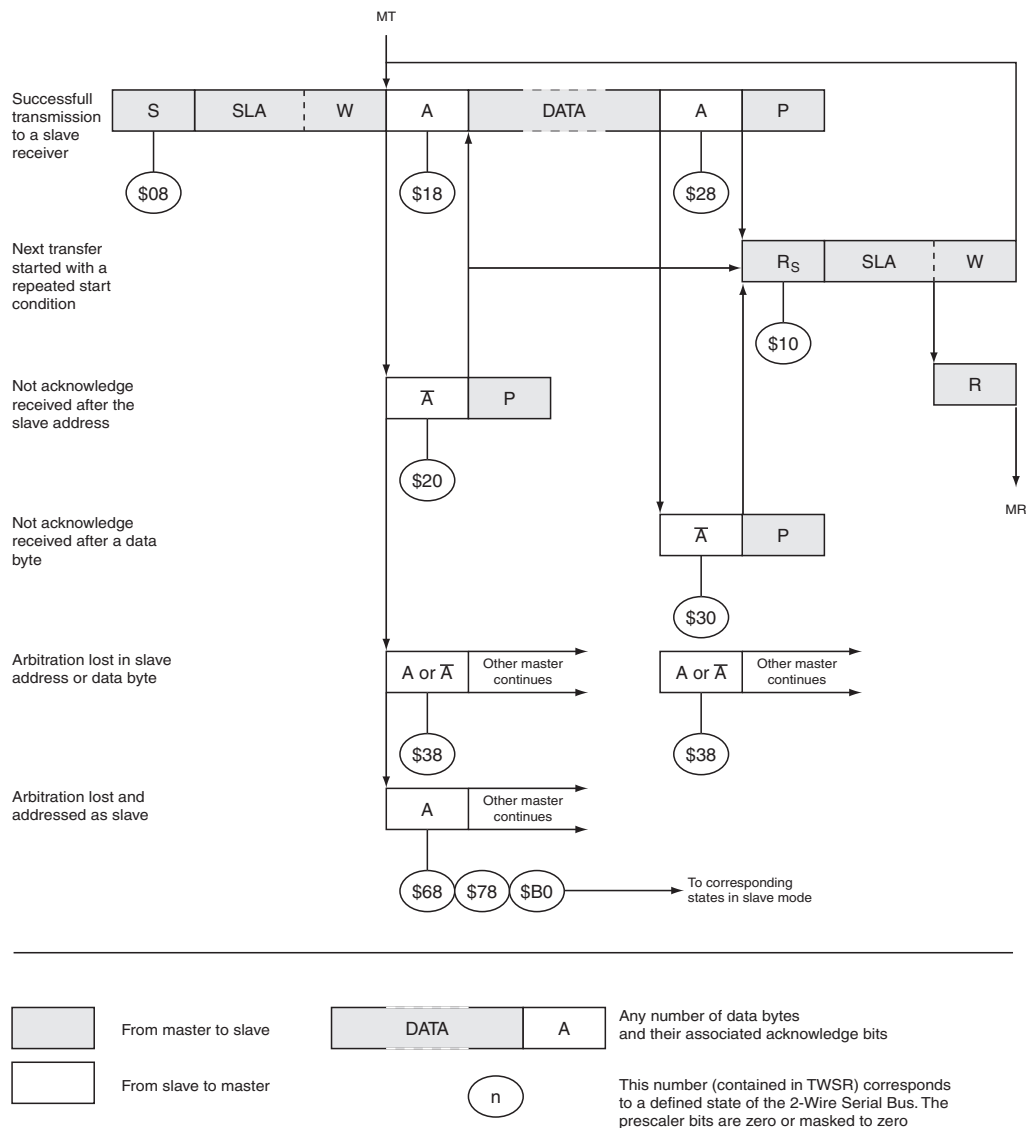 MT
Successfull
transmission
to a slave
receiver
S SLA W A DATA A P
$08 $18 $28
Next transfer
started with a
repeated start
condition
RS SLA W
$10
Not acknowledge
received after the
slave address
A̅ P
R
$20
MR
Not acknowledge
received after a data
byte
A̅ P
$30
Arbitration lost in slave
address or data byte
A or A̅ Other master
continues
A or A̅ Other master
continues
$38 $38
Arbitration lost and
addressed as slave
A Other master
continues
$68 $78 $B0
To corresponding
states in slave mode
From master to slave
DATA A
Any number of data bytes
and their associated acknowledge bits
From slave to master
n
This number (contained in TWSR) corresponds
to a defined state of the 2-Wire Serial Bus. The
prescaler bits are zero or masked to zero